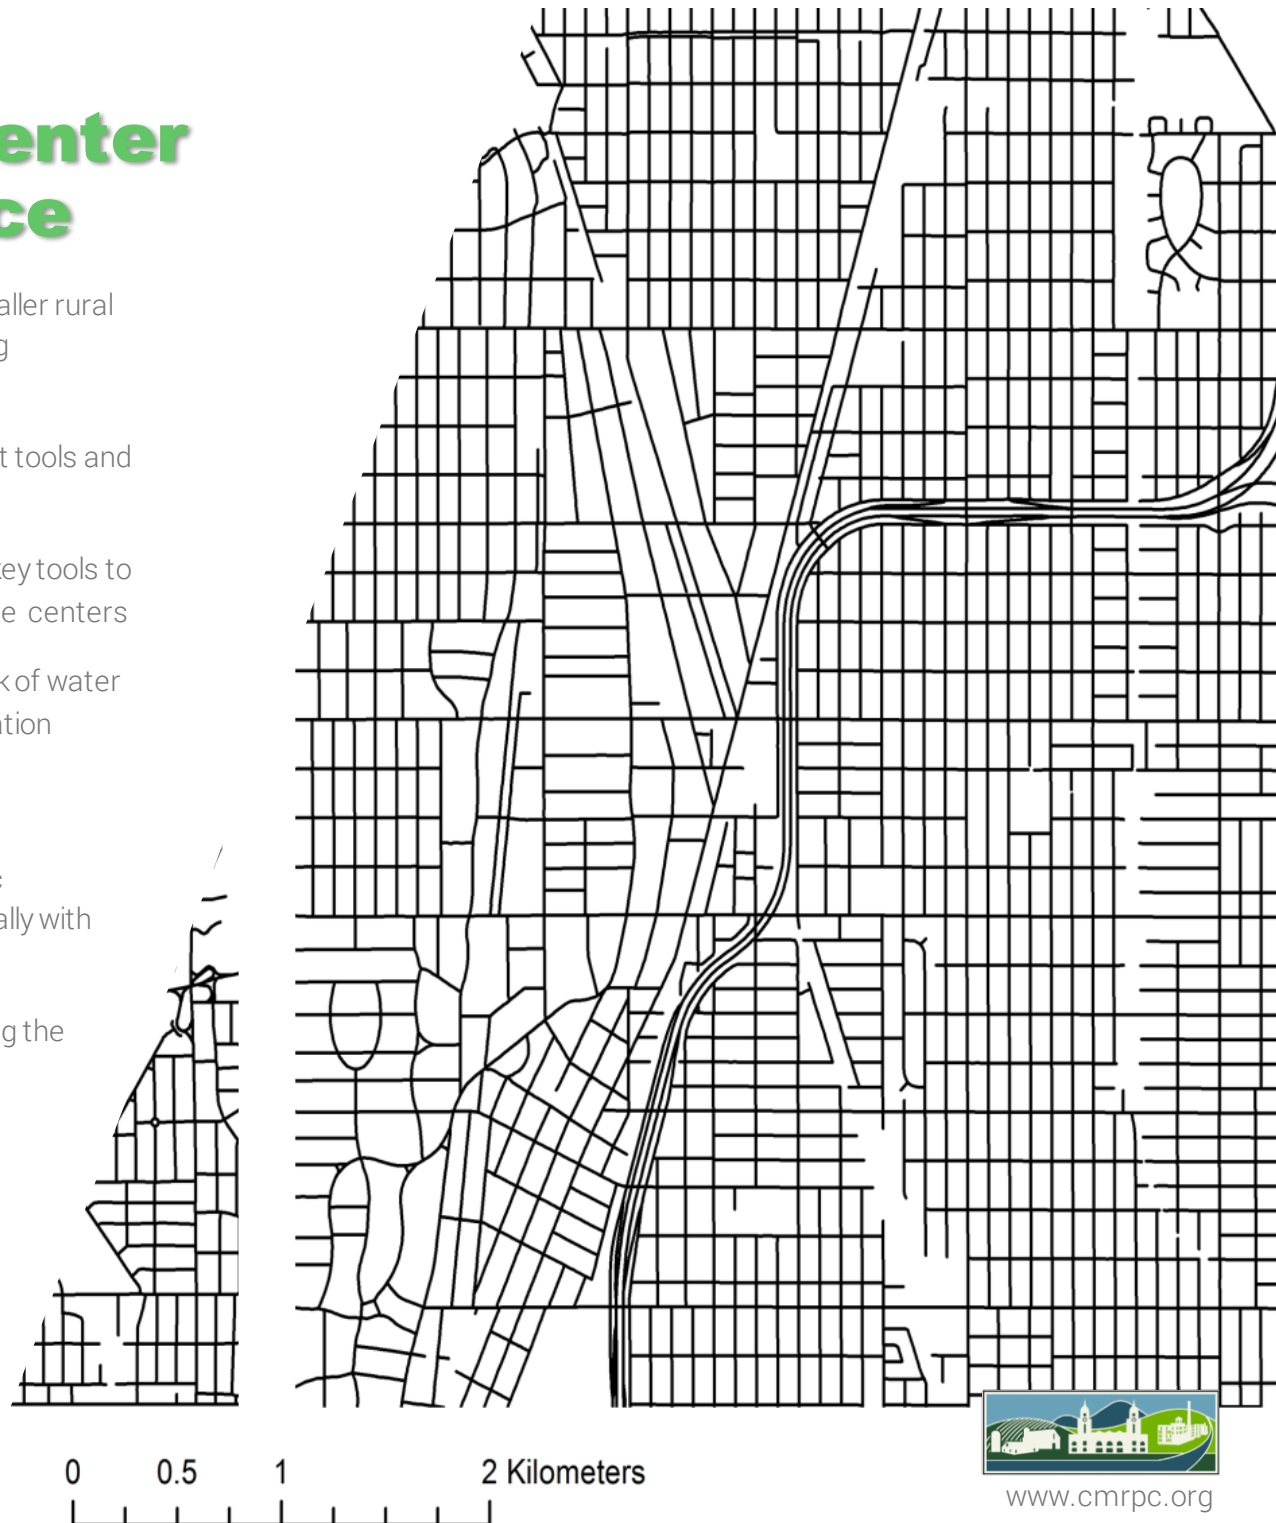 enter
ce
aller rural
g
t tools and
key tools to
e centers
k of water
ation
ally with
g the
0 0.5 1 2 Kilometers
www.cmrpc.org